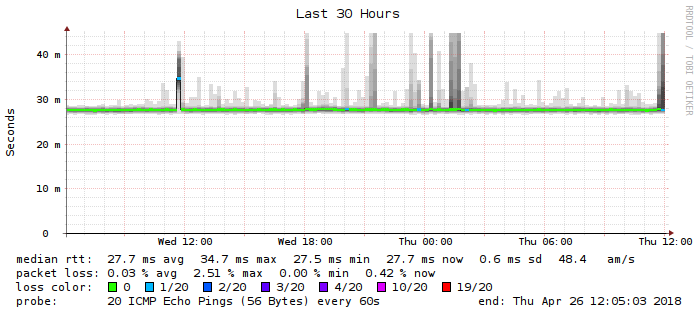 Last 30 Hours
RRDTOOL / TOBI OETIKER
Seconds
40 m
30 m
20 m
10 m
0
Wed 12:00 Wed 18:00 Thu 00:00 Thu 06:00 Thu 12:00
median rtt: 27.7 ms avg 34.7 ms max 27.5 ms min 27.7 ms now 0.6 ms sd 48.4 am/s
packet loss: 0.03 % avg 2.51 % max 0.00 % min 0.42 % now
loss color: 0 1/20 2/20 3/20 4/20 10/20 19/20
probe: 20 ICMP Echo Pings (56 Bytes) every 60s end: Thu Apr 26 12:05:03 2018